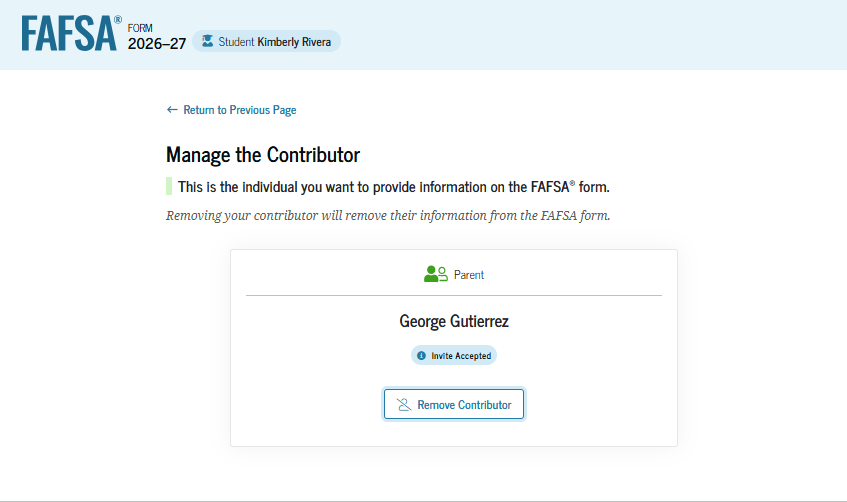 FAFSA® FORM
2026–27 Student Kimberly Rivera
← Return to Previous Page
Manage the Contributor
This is the individual you want to provide information on the FAFSA® form.
Removing your contributor will remove their information from the FAFSA form.
Parent
George Gutierrez
Invite Accepted
Remove Contributor